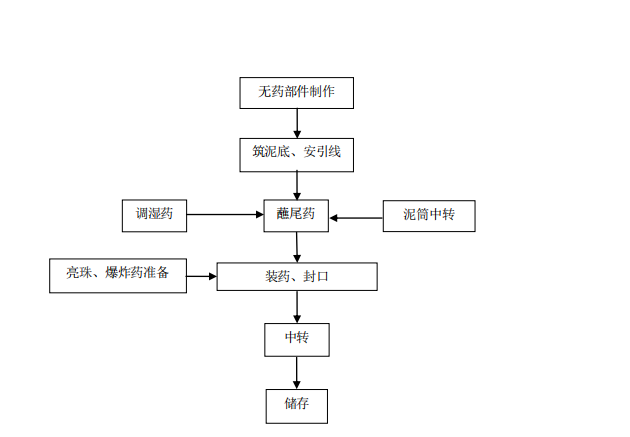 无药部件制作
筑泥底、安引线
调湿药
蘸尾药
泥筒中转
亮珠、爆炸药准备
装药、封口
中转
储存